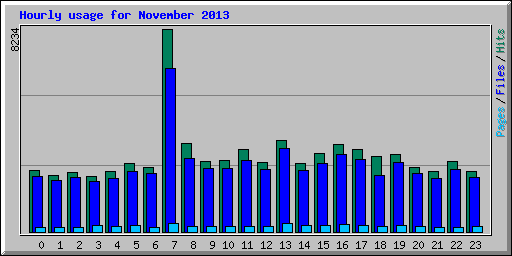 Hourly usage for November 2013
8234
Pages/Files/Hits
0 1 2 3 4 5 6 7 8 9 10 11 12 13 14 15 16 17 18 19 20 21 22 23